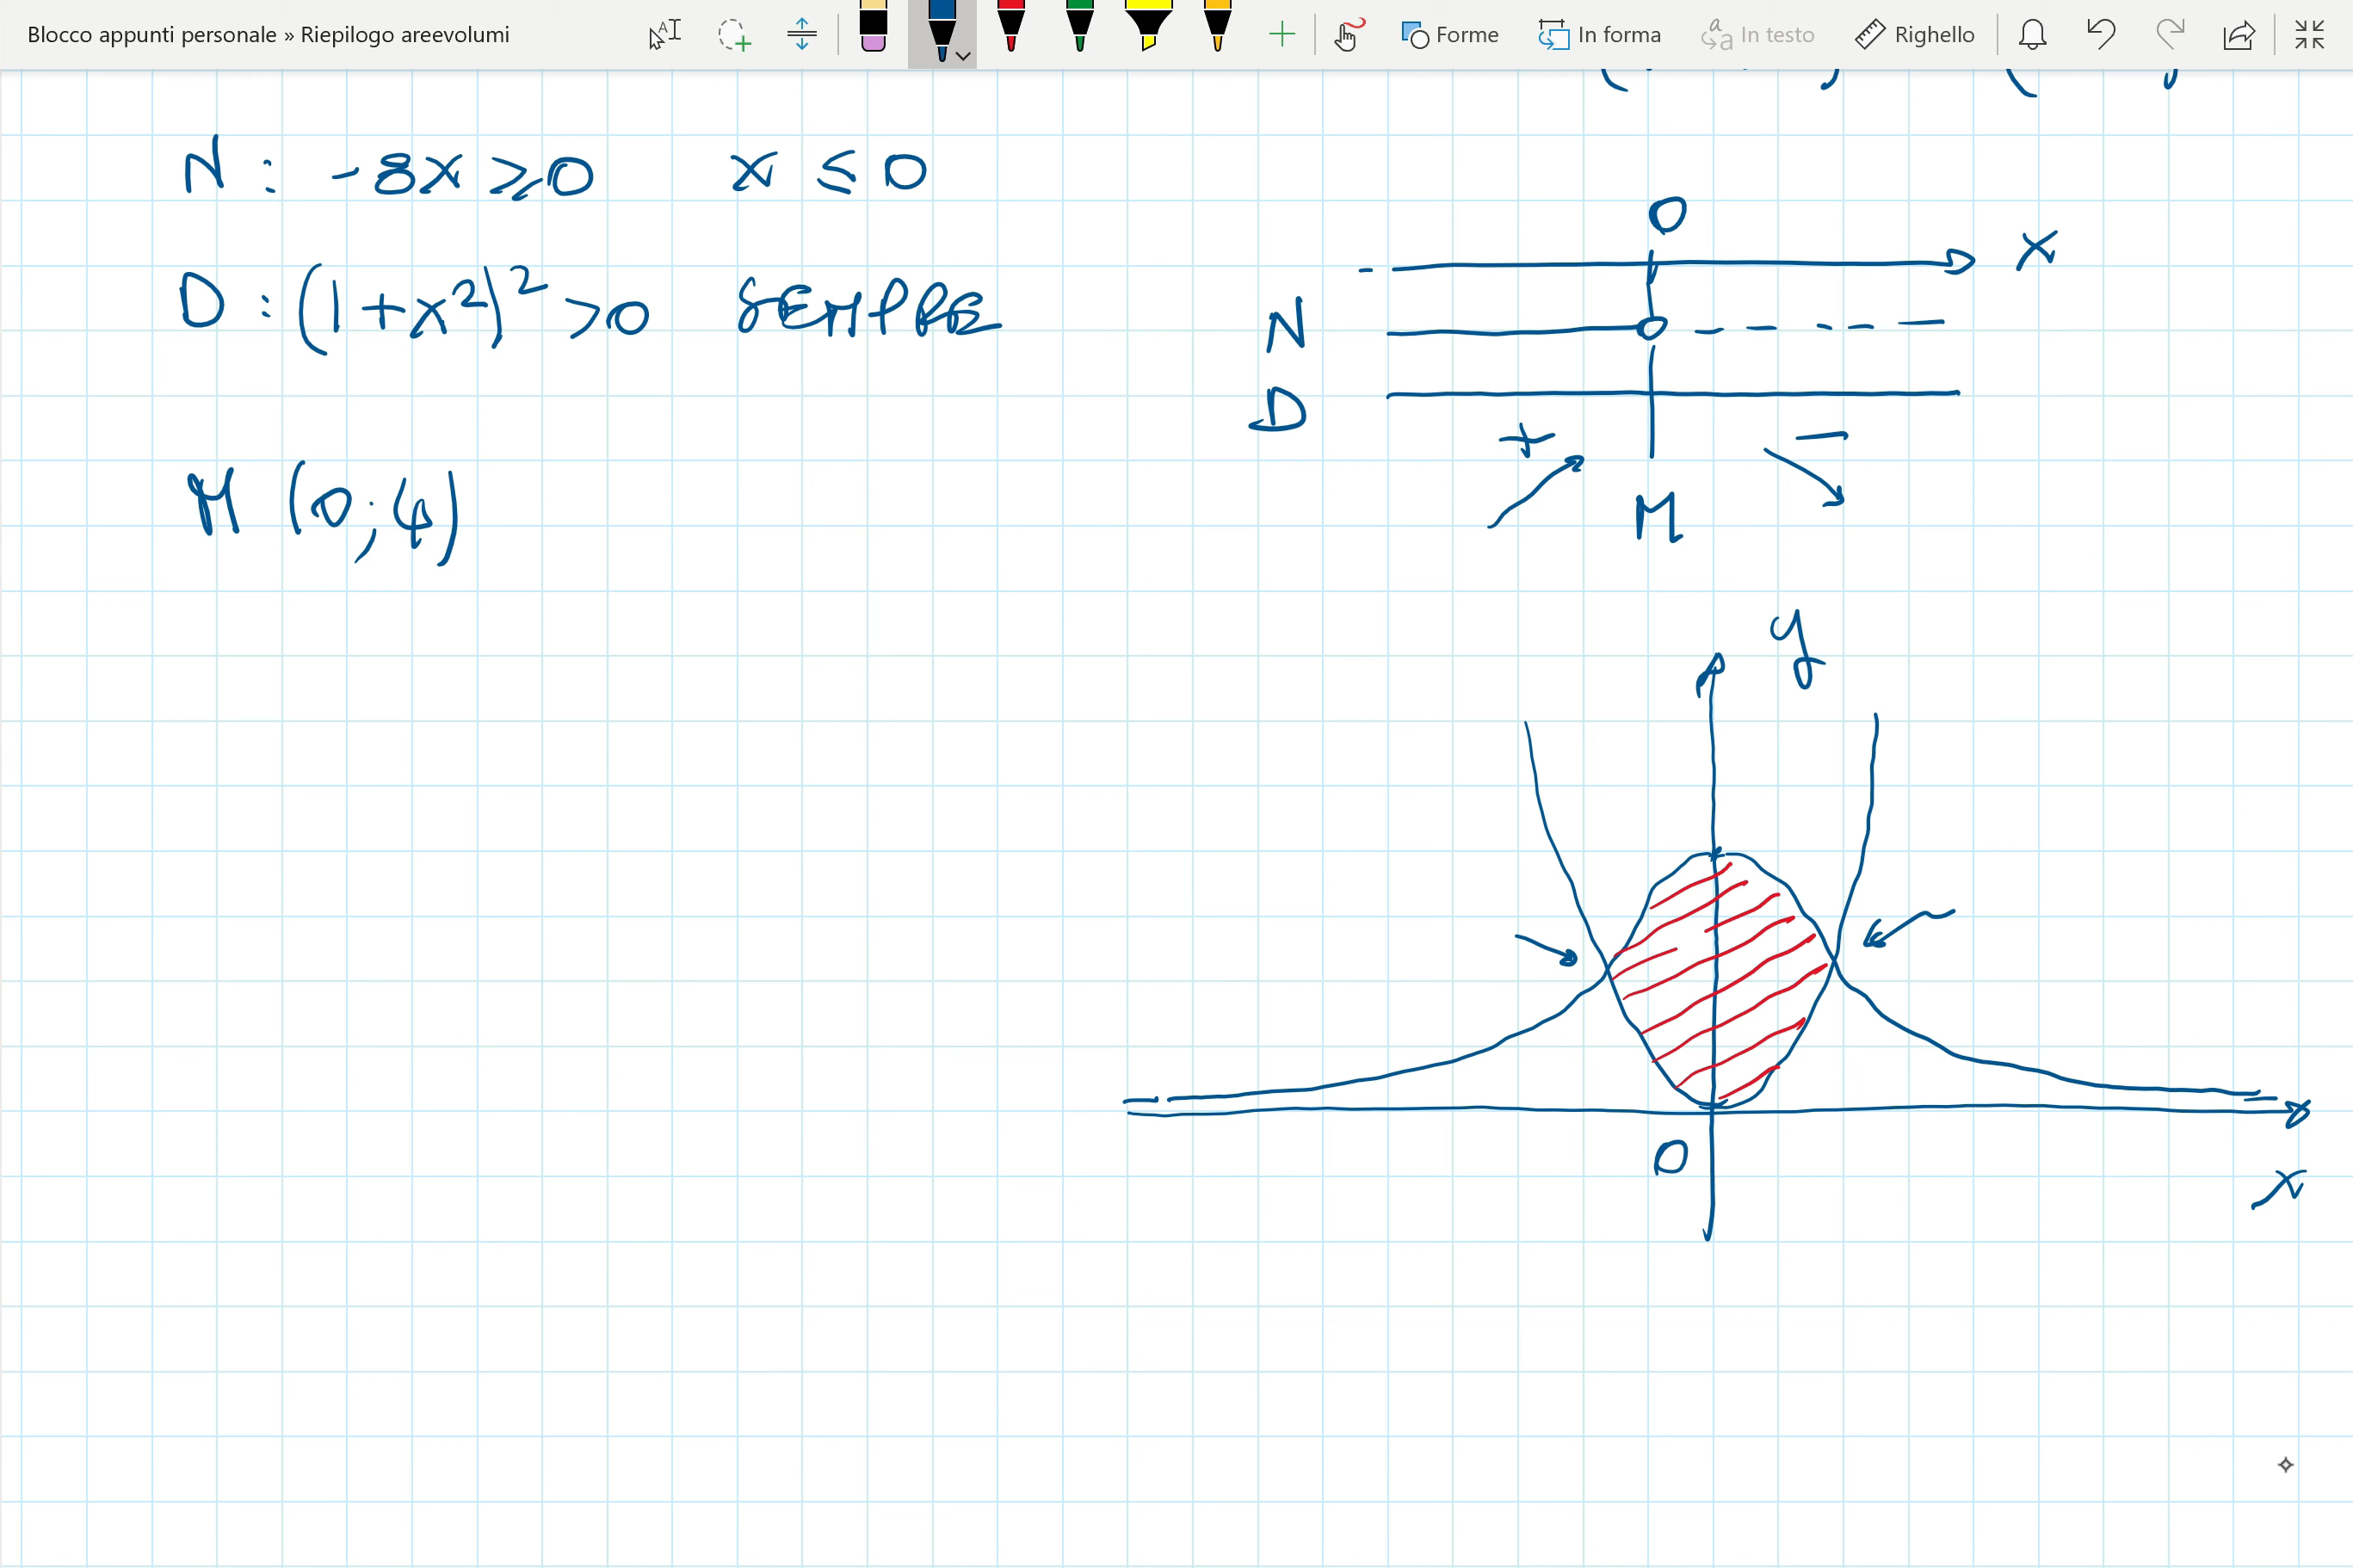 Blocco appunti personale » Riepilogo areevolumi
Forme
In forma
In testo
Righello
N: -8x ≥ 0 x ≤ 0
D: (1+x²)² > 0 SEMPRE
M (0; 4)
0
x
N
D
+ −
M
y
O
x